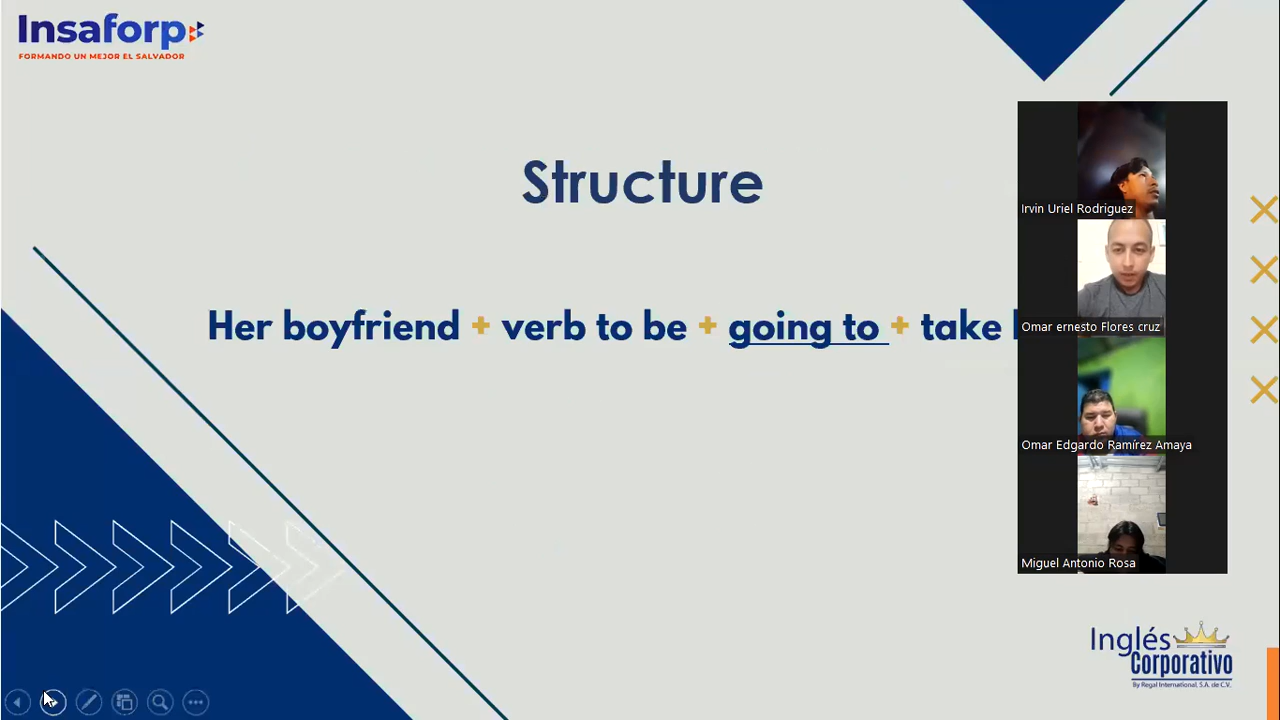 Insaforp
FORMANDO UN MEJOR EL SALVADOR
Structure
Her boyfriend + verb to be + going to + take
Irvin Uriel Rodriguez
Omar ernesto Flores cruz
Omar Edgardo Ramírez Amaya
Miguel Antonio Rosa
Inglés
Corporativo
By Regal International, S.A. de C.V.